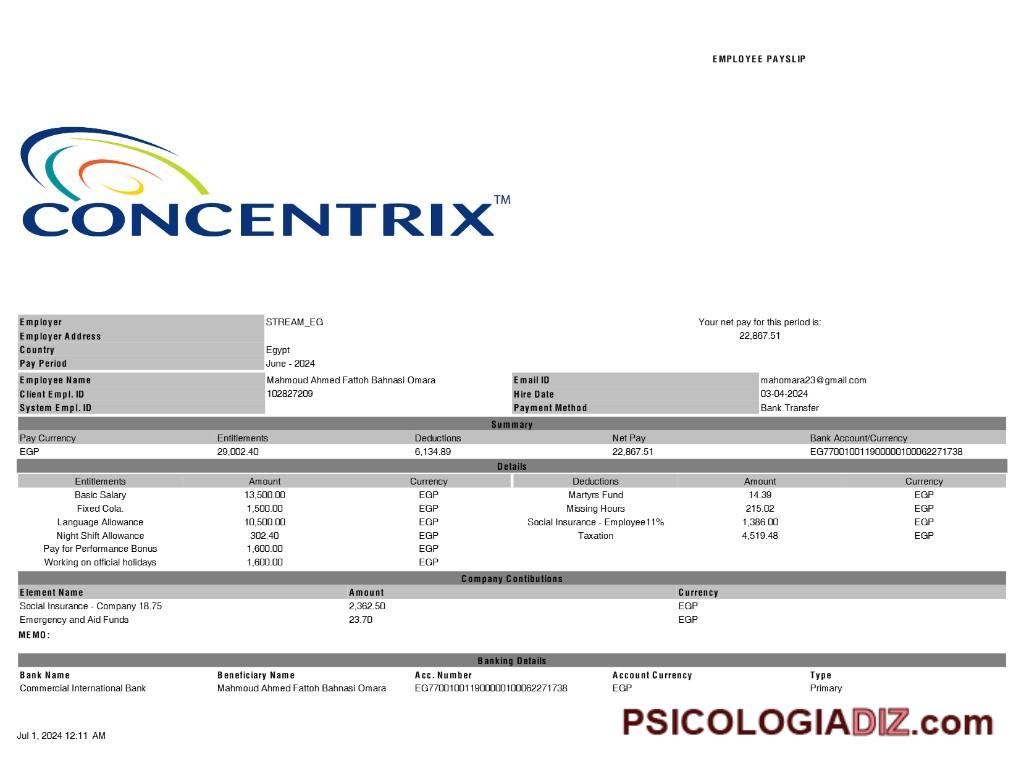 EMPLOYEE PAYSLIP
CONCENTRIX™
Employer STREAM_EG Your net pay for this period is:
Employer Address 22,867.51
Country Egypt
Pay Period June - 2024
Employee Name Mahmoud Ahmed Fattoh Bahnasi Omara Email ID mahomara23@gmail.com
Client Empl. ID 102827209 Hire Date 03-04-2024
System Empl. ID Payment Method Bank Transfer
Summary
Pay Currency Entitlements Deductions Net Pay Bank Account/Currency
EGP 29,002.40 6,134.89 22,867.51 EG770010011900000100062271738
Details
Entitlements Amount Currency Deductions Amount Currency
Basic Salary 13,500.00 EGP Martyrs Fund 14.39 EGP
Fixed Cola. 1,500.00 EGP Missing Hours 215.02 EGP
Language Allowance 10,500.00 EGP Social Insurance - Employee11% 1,386.00 EGP
Night Shift Allowance 302.40 EGP Taxation 4,519.48 EGP
Pay for Performance Bonus 1,600.00 EGP
Working on official holidays 1,600.00 EGP
Company Contibutions
Element Name Amount Currency
Social Insurance - Company 18.75 2,362.50 EGP
Emergency and Aid Funds 23.70 EGP
MEMO:
Banking Details
Bank Name Beneficiary Name Acc. Number Account Currency Type
Commercial International Bank Mahmoud Ahmed Fattoh Bahnasi Omara EG770010011900000100062271738 EGP Primary
PSICOLOGIADIZ.com
Jul 1, 2024 12:11 AM